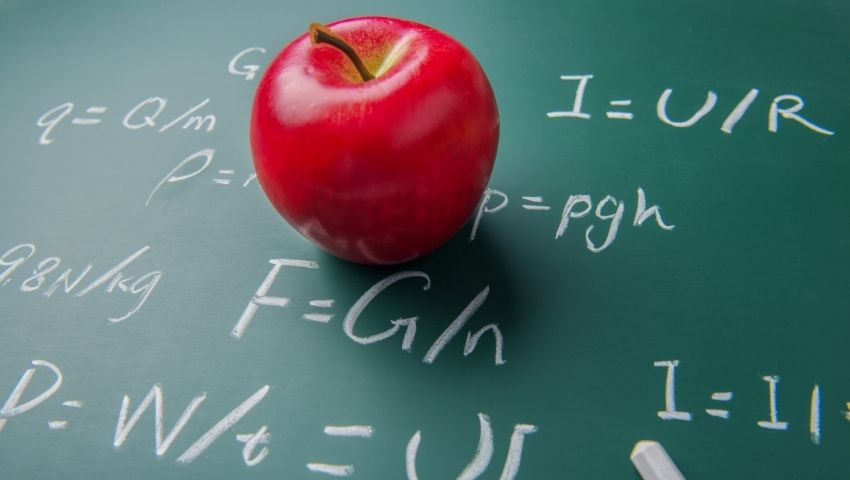 G
q = Q/m
I = U/R
ρ =
p = ρgh
9.8N/kg
F = G/n
P = W/t = U
I = I